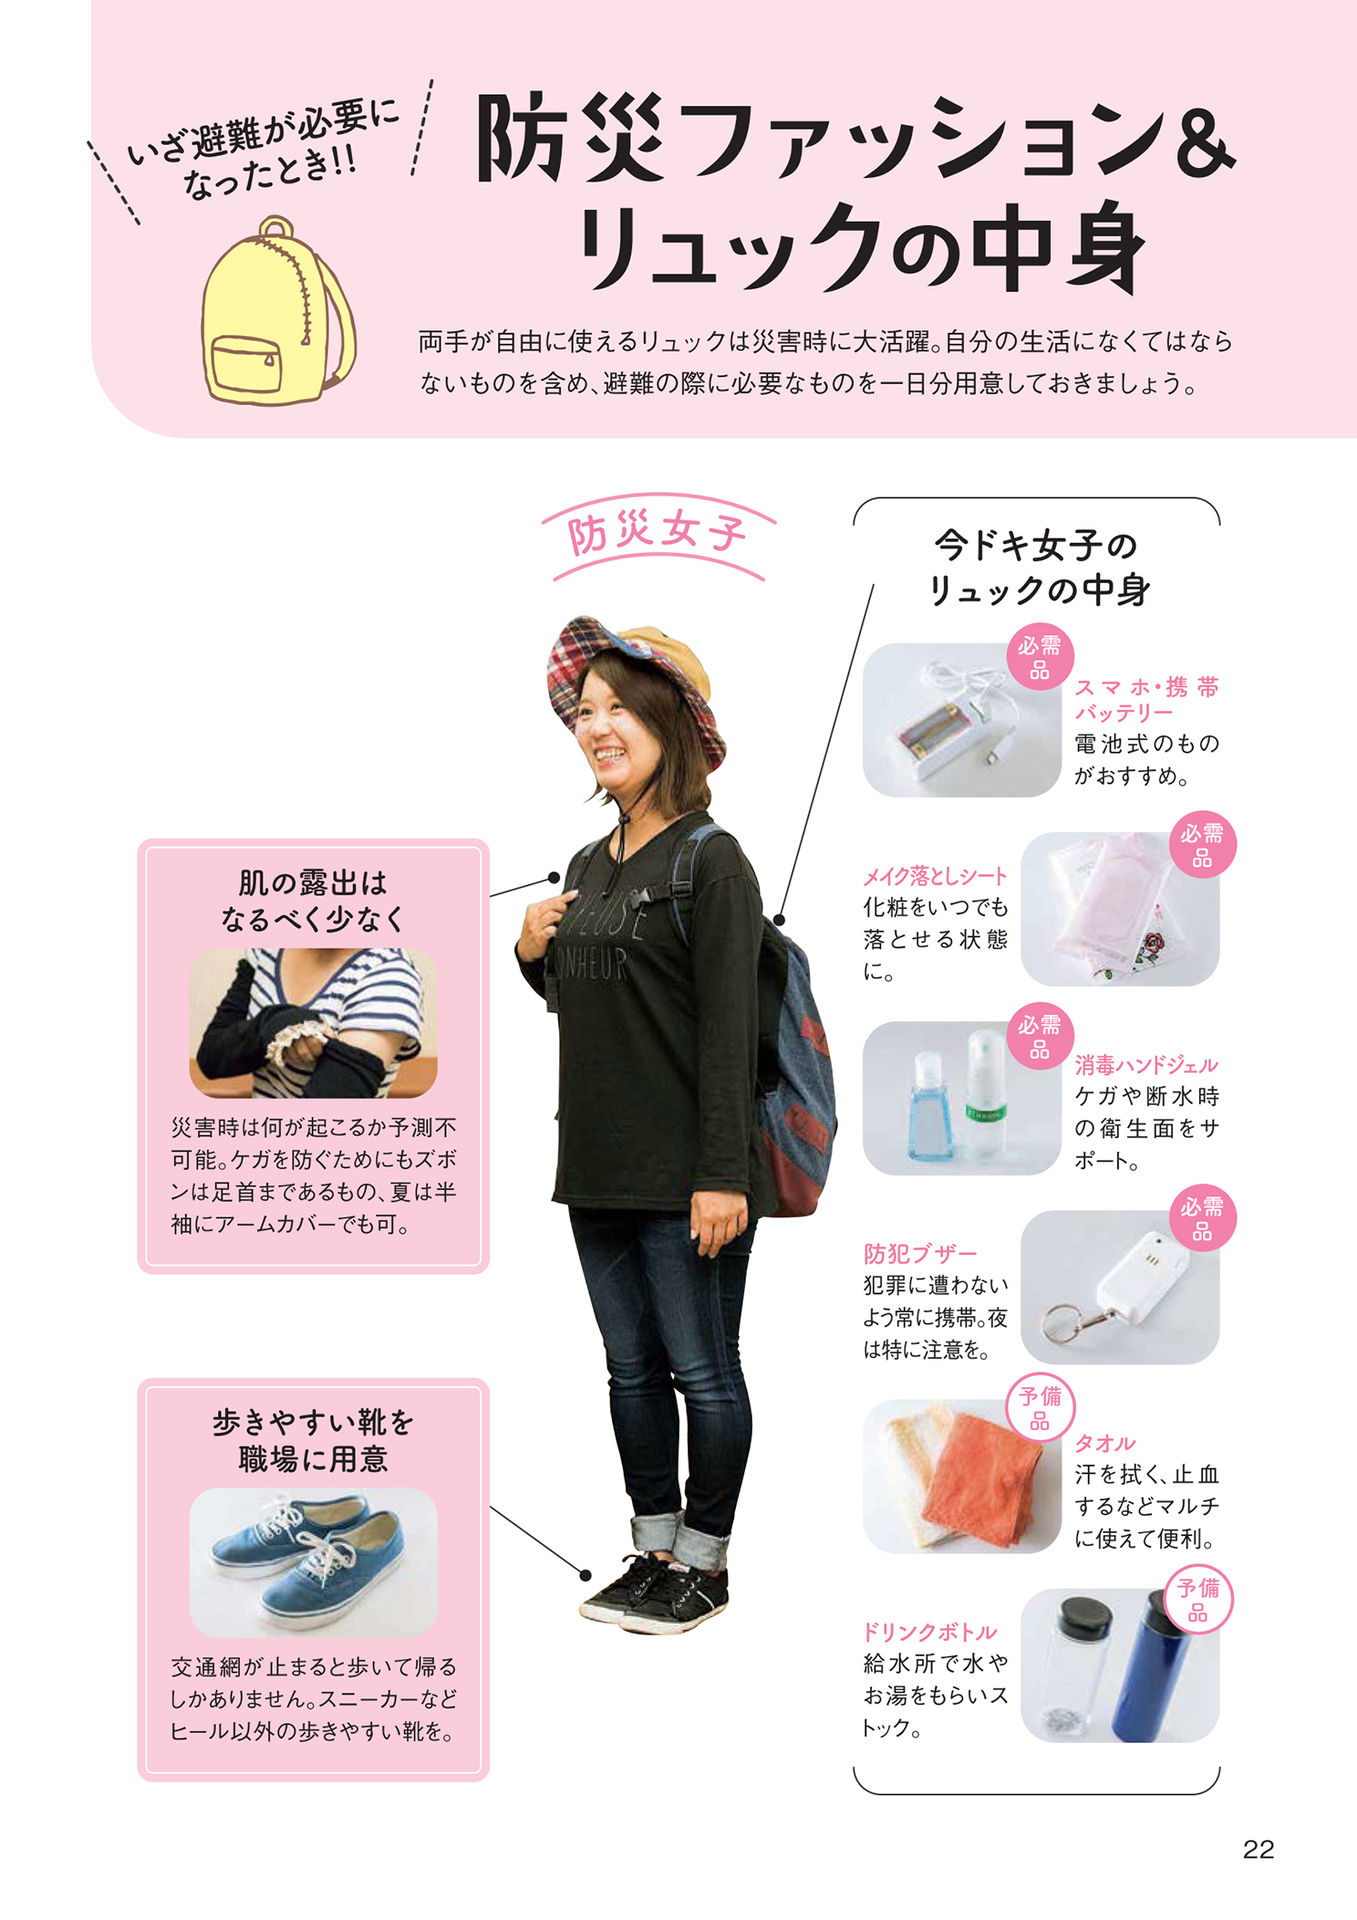 いざ避難が必要に
なったとき!!
防災ファッション&
リュックの中身
両手が自由に使えるリュックは災害時に大活躍。自分の生活になくてはなら
ないものを含め、避難の際に必要なものを一日分用意しておきましょう。
防災女子
肌の露出は
なるべく少なく
災害時は何が起こるか予測不
可能。ケガを防ぐためにもズボ
ンは足首まであるもの、夏は半
袖にアームカバーでも可。
歩きやすい靴を
職場に用意
交通網が止まると歩いて帰る
しかありません。スニーカーなど
ヒール以外の歩きやすい靴を。
今ドキ女子の
リュックの中身
必需
品
スマホ・携帯
バッテリー
電池式のもの
がおすすめ。
必需
品
メイク落としシート
化粧をいつでも
落とせる状態
に。
必需
品
消毒ハンドジェル
ケガや断水時
の衛生面をサ
ポート。
必需
品
防犯ブザー
犯罪に遭わない
よう常に携帯。夜
は特に注意を。
予備
品
タオル
汗を拭く、止血
するなどマルチ
に使えて便利。
予備
品
ドリンクボトル
給水所で水や
お湯をもらいス
トック。
22